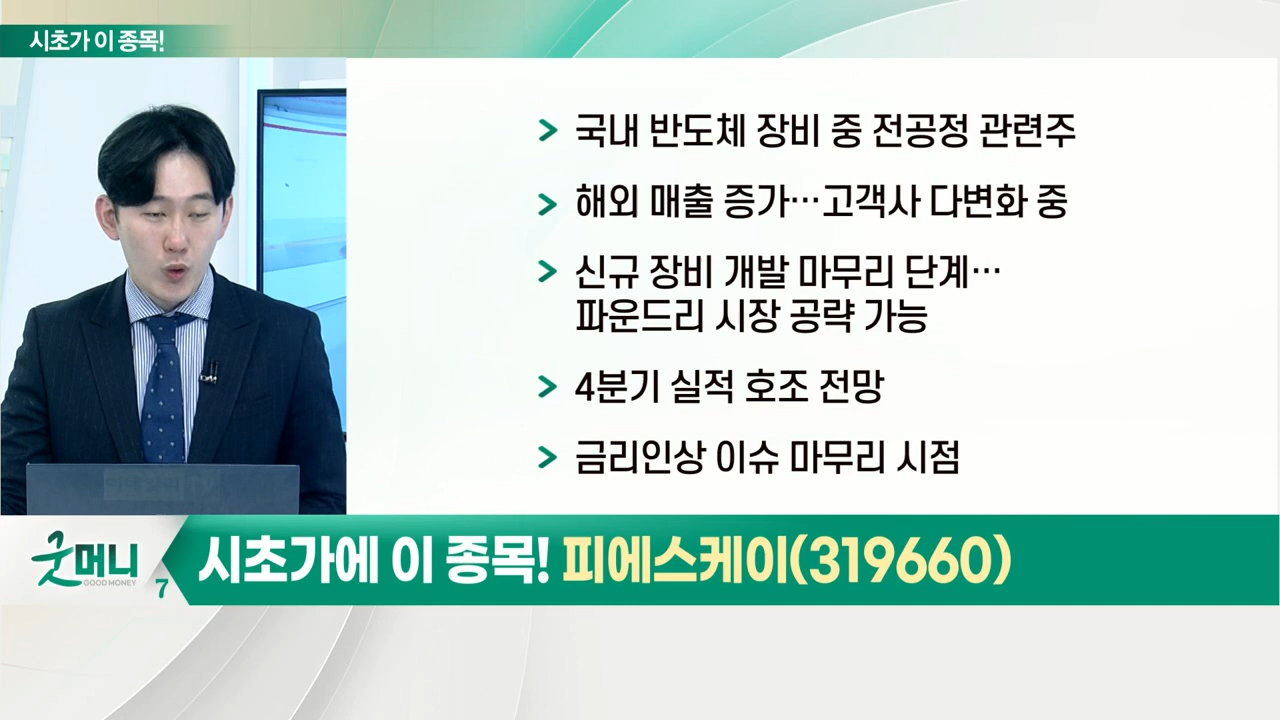 시초가 이 종목!
> 국내 반도체 장비 중 전공정 관련주
> 해외 매출 증가…고객사 다변화 중
> 신규 장비 개발 마무리 단계…
파운드리 시장 공략 가능
> 4분기 실적 호조 전망
> 금리인상 이슈 마무리 시점
굿머니
GOOD MONEY
7
시초가에 이 종목! 피에스케이(319660)